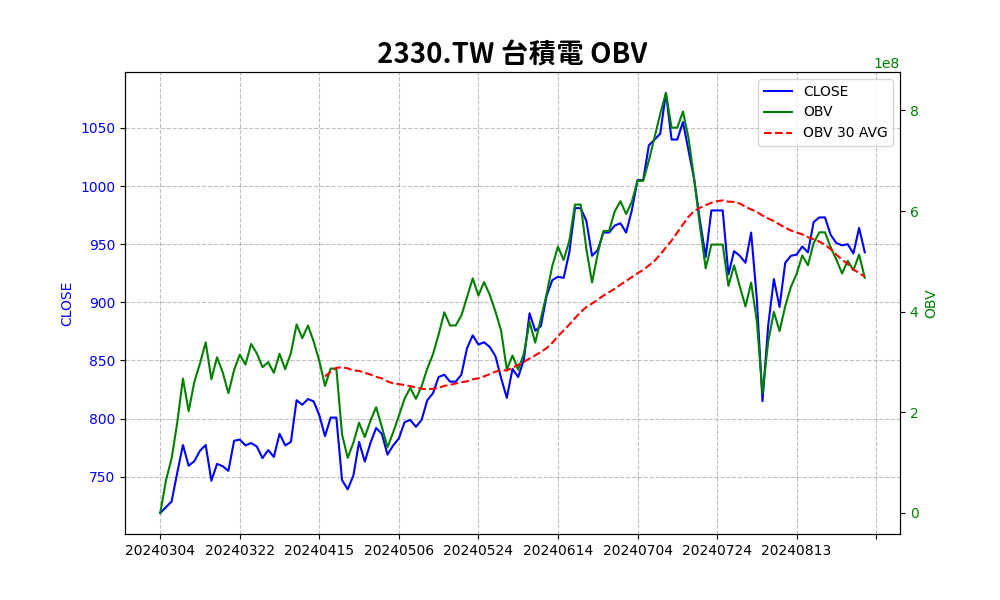 2330.TW 台積電 OBV
1e8
CLOSE
OBV
OBV 30 AVG
1050
1000
950
900
850
800
750
CLOSE
8
6
4
2
0
OBV
20240304 20240322 20240415 20240506 20240524 20240614 20240704 20240724 20240813